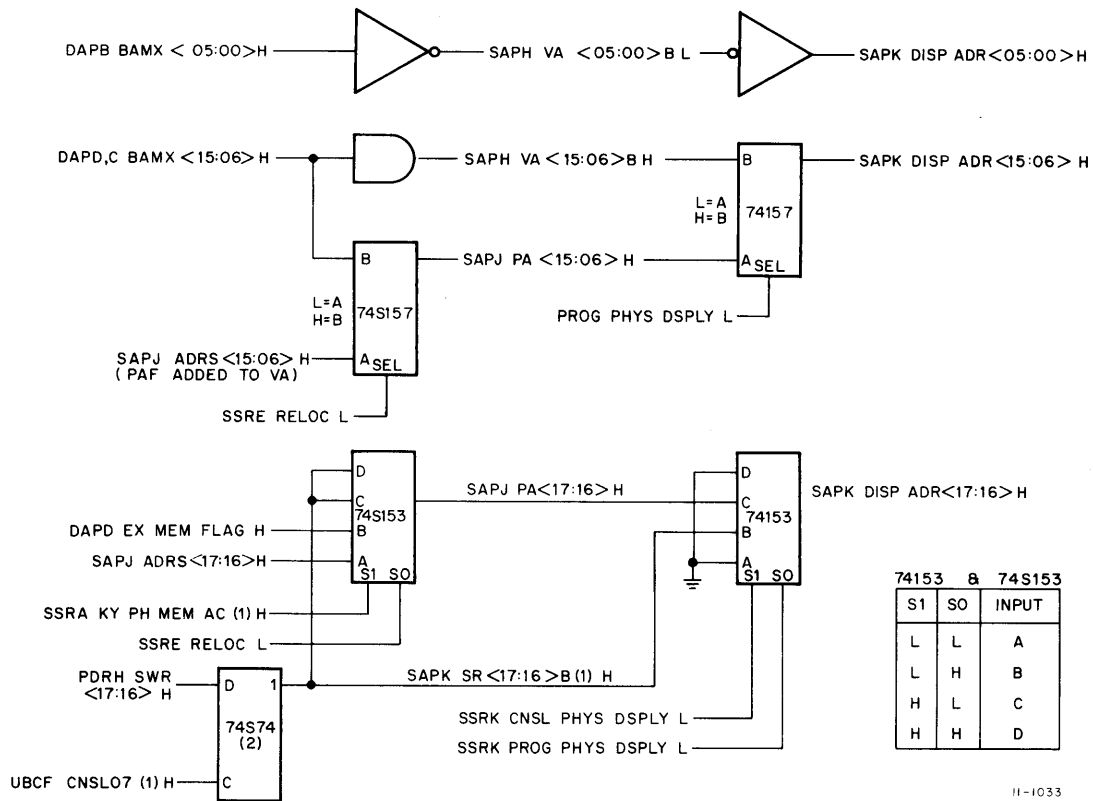 DAPB BAMX < 05:00> H
SAPH VA <05:00> B L
SAPK DISP ADR<05:00> H
DAPD,C BAMX <15:06> H
SAPH VA <15:06> B H
B
SAPK DISP ADR<15:06> H
L=A
H=B
74157
B
SAPJ PA <15:06> H
A
SEL
L=A
H=B
74S157
PROG PHYS DSPLY L
SAPJ ADRS<15:06> H
(PAF ADDED TO VA)
A
SEL
SSRE RELOC L
D
C
74S153
B
A
S1 S0
SAPJ PA<17:16> H
D
C
74153
B
A
S1 S0
SAPK DISP ADR<17:16> H
DAPD EX MEM FLAG H
SAPJ ADRS<17:16> H
SSRA KY PH MEM AC (1) H
SSRE RELOC L
74153 & 74S153
S1 S0 INPUT
L L A
L H B
H L C
H H D
PDRH SWR
<17:16> H
D 1
74S74
(2)
C
SAPK SR<17:16> B (1) H
SSRK CNSL PHYS DSPLY L
SSRK PROG PHYS DSPLY L
UBCF CNSL07 (1) H
11-1033